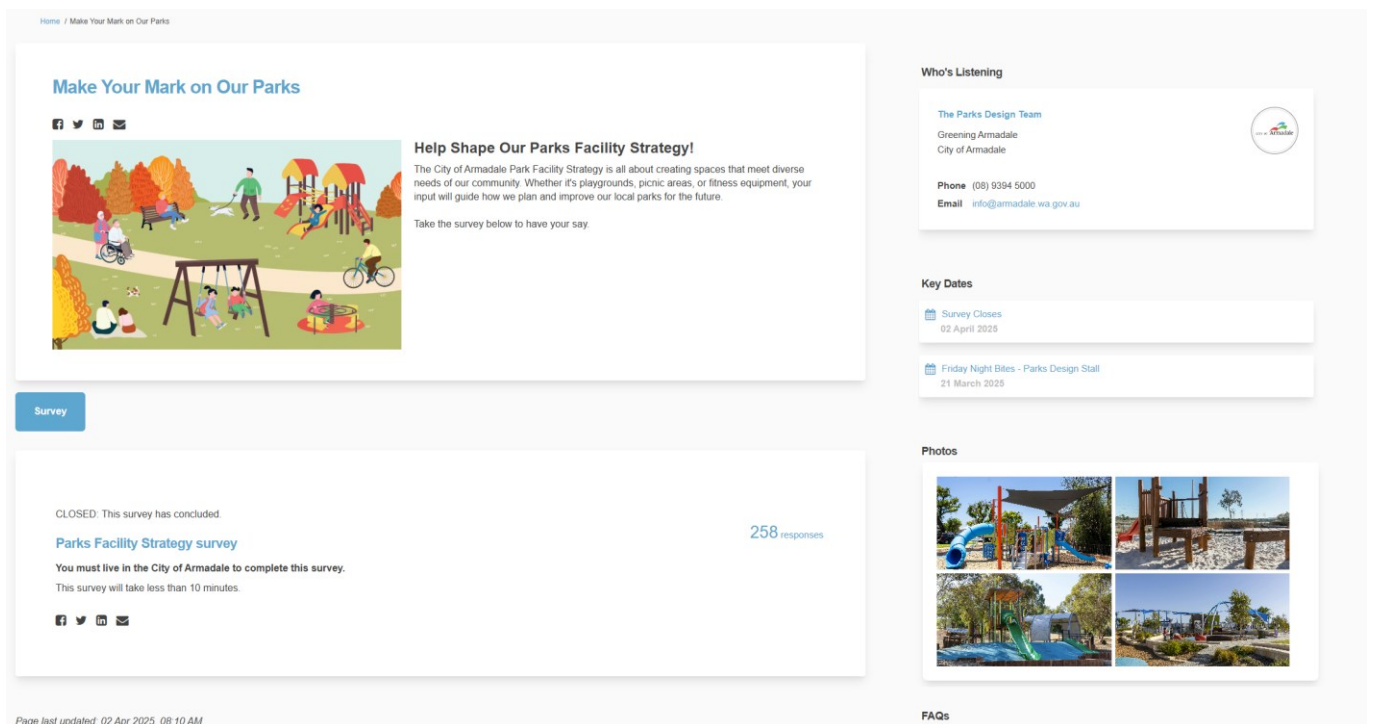 Home / Make Your Mark on Our Parks
Make Your Mark on Our Parks
Help Shape Our Parks Facility Strategy!
The City of Armadale Park Facility Strategy is all about creating spaces that meet diverse
needs of our community. Whether it's playgrounds, picnic areas, or fitness equipment, your
input will guide how we plan and improve our local parks for the future.
Take the survey below to have your say.
Survey
CLOSED: This survey has concluded.
Parks Facility Strategy survey
258 responses
You must live in the City of Armadale to complete this survey.
This survey will take less than 10 minutes.
Page last updated: 02 Apr 2025, 08:10 AM
Who's Listening
The Parks Design Team
Greening Armadale
City of Armadale
CITY OF Armadale
Phone (08) 9394 5000
Email info@armadale.wa.gov.au
Key Dates
Survey Closes
02 April 2025
Friday Night Bites - Parks Design Stall
21 March 2025
Photos
FAQs